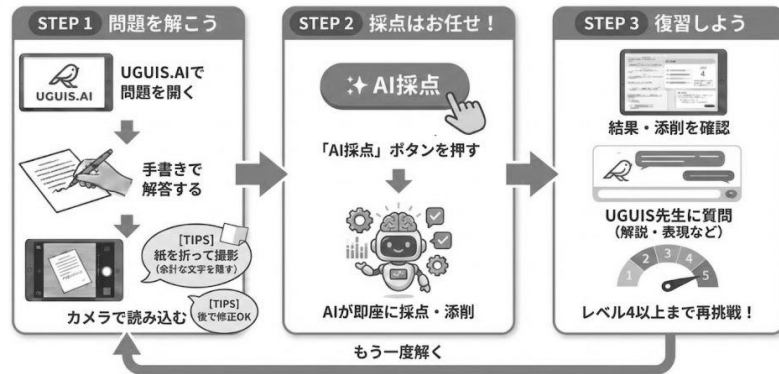 STEP 1 問題を解こう
UGUIS.AI
UGUIS.AIで
問題を開く
手書きで
解答する
[TIPS]
紙を折って撮影
(余計な文字を隠す)
[TIPS]
後で修正OK
カメラで読み込む
STEP 2 採点はお任せ！
AI採点
「AI採点」ボタンを押す
AIが即座に採点・添削
STEP 3 復習しよう
4
結果・添削を確認
UGUIS先生に質問
(解説・表現など)
1 2 3 4 5
レベル4以上まで再挑戦！
もう一度解く